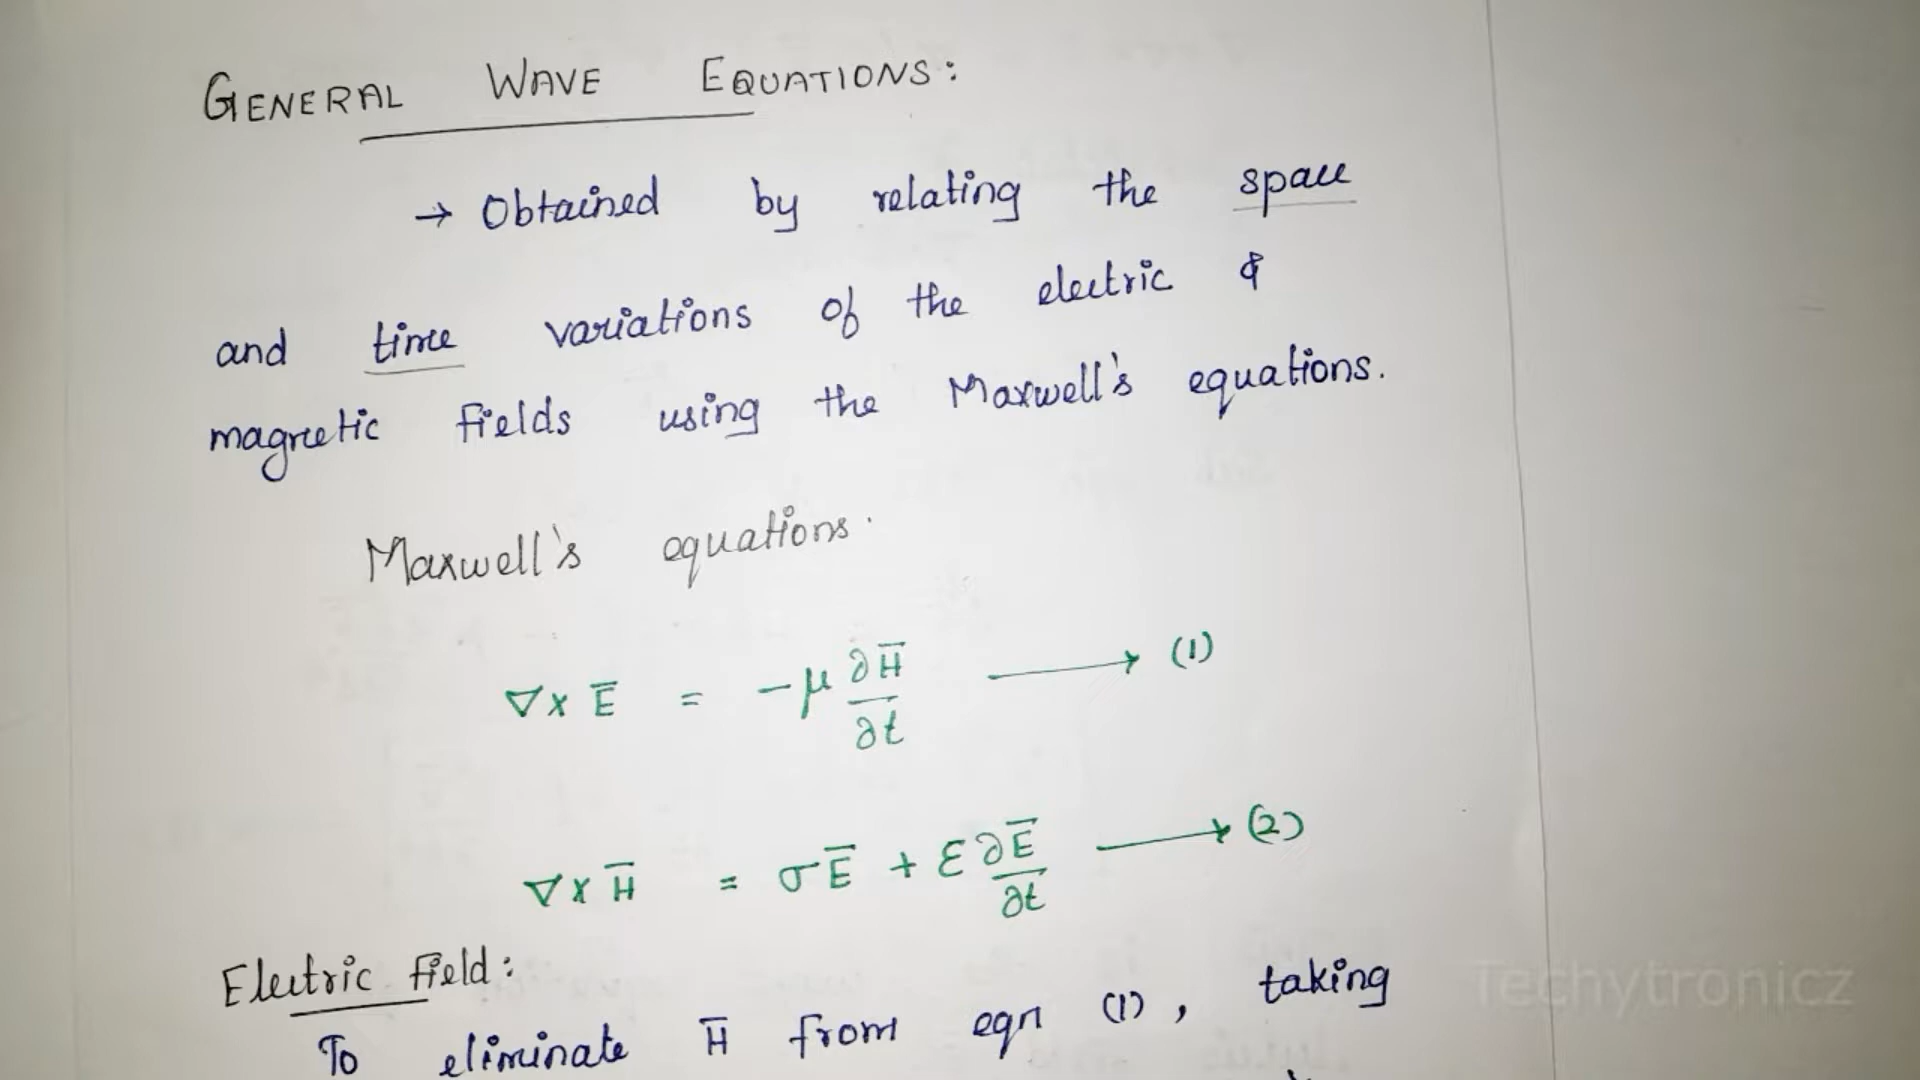 GENERAL WAVE EQUATIONS:
→ Obtained by relating the space
and time variations of the electric &
magnetic fields using the Maxwell's equations.
Maxwell's equations.
∇ × E̅ = -μ ∂H̅/∂t ⟶ (1)
∇ × H̅ = σE̅ + ε ∂E̅/∂t ⟶ (2)
Electric field:
To eliminate H̅ from eqn (1), taking
Techytronicz